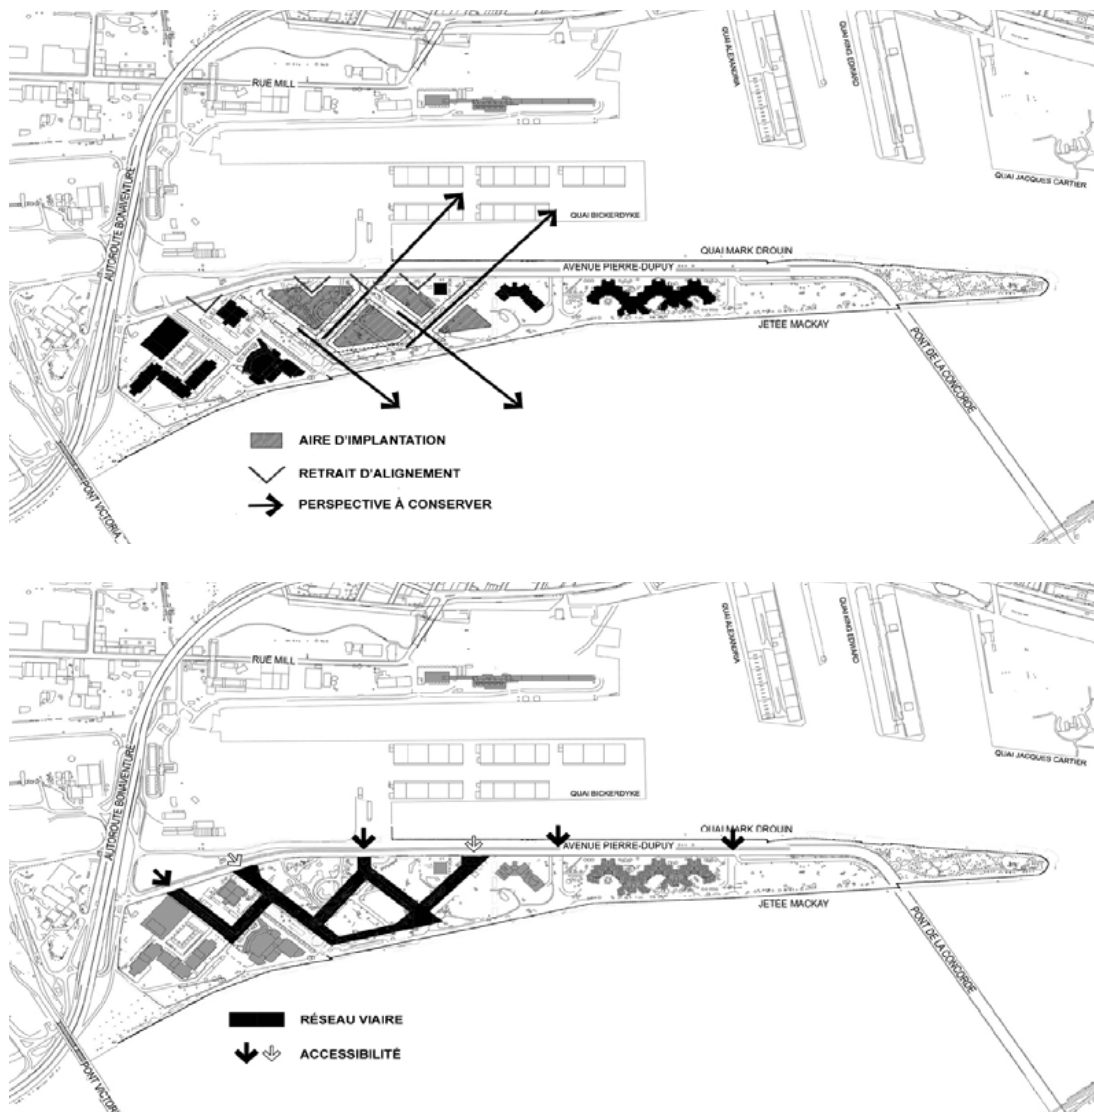 QUAI ALEXANDRIA
QUAI KING EDWARD
RUE MILL
AUTOROUTE BONAVENTURE
QUAI JACQUES CARTIER
QUAI BICKERDYKE
QUAI MARK DROUIN
AVENUE PIERRE-DUPUY
JETÉE MACKAY
PONT DE LA CONCORDE
PONT VICTORIA
AIRE D'IMPLANTATION
RETRAIT D'ALIGNEMENT
PERSPECTIVE À CONSERVER
QUAI ALEXANDRIA
QUAI KING EDWARD
RUE MILL
AUTOROUTE BONAVENTURE
QUAI JACQUES CARTIER
QUAI BICKERDYKE
QUAI MARK DROUIN
AVENUE PIERRE-DUPUY
JETÉE MACKAY
PONT DE LA CONCORDE
PONT VICTORIA
RÉSEAU VIAIRE
ACCESSIBILITÉ